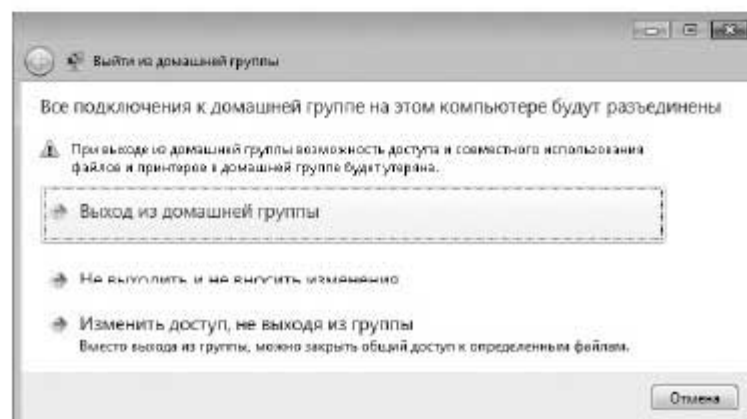 Выйти из домашней группы
Все подключения к домашней группе на этом компьютере будут разъединены
При выходе из домашней группы возможность доступа и совместного использования
файлов и принтеров в домашней группе будет утеряна.
Выход из домашней группы
Не выходить и не вносить изменения
Изменить доступ, не выходя из группы
Вместо выхода из группы, можно закрыть общий доступ к определенным файлам.
Отмена